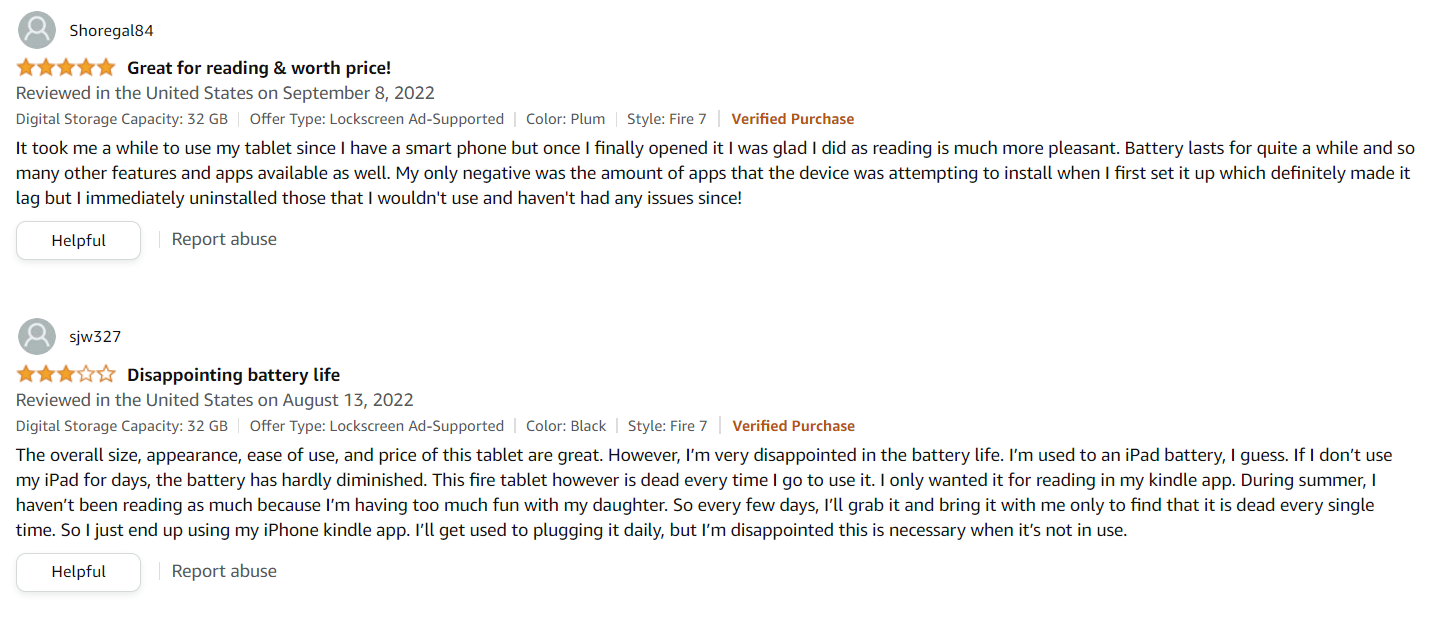 Shoregal84
Great for reading & worth price!
Reviewed in the United States on September 8, 2022
Digital Storage Capacity: 32 GB | Offer Type: Lockscreen Ad-Supported | Color: Plum | Style: Fire 7 | Verified Purchase
It took me a while to use my tablet since I have a smart phone but once I finally opened it I was glad I did as reading is much more pleasant. Battery lasts for quite a while and so
many other features and apps available as well. My only negative was the amount of apps that the device was attempting to install when I first set it up which definitely made it
lag but I immediately uninstalled those that I wouldn't use and haven't had any issues since!
Helpful | Report abuse
sjw327
Disappointing battery life
Reviewed in the United States on August 13, 2022
Digital Storage Capacity: 32 GB | Offer Type: Lockscreen Ad-Supported | Color: Black | Style: Fire 7 | Verified Purchase
The overall size, appearance, ease of use, and price of this tablet are great. However, I’m very disappointed in the battery life. I’m used to an iPad battery, I guess. If I don’t use
my iPad for days, the battery has hardly diminished. This fire tablet however is dead every time I go to use it. I only wanted it for reading in my kindle app. During summer, I
haven’t been reading as much because I’m having too much fun with my daughter. So every few days, I’ll grab it and bring it with me only to find that it is dead every single
time. So I just end up using my iPhone kindle app. I’ll get used to plugging it daily, but I’m disappointed this is necessary when it’s not in use.
Helpful | Report abuse